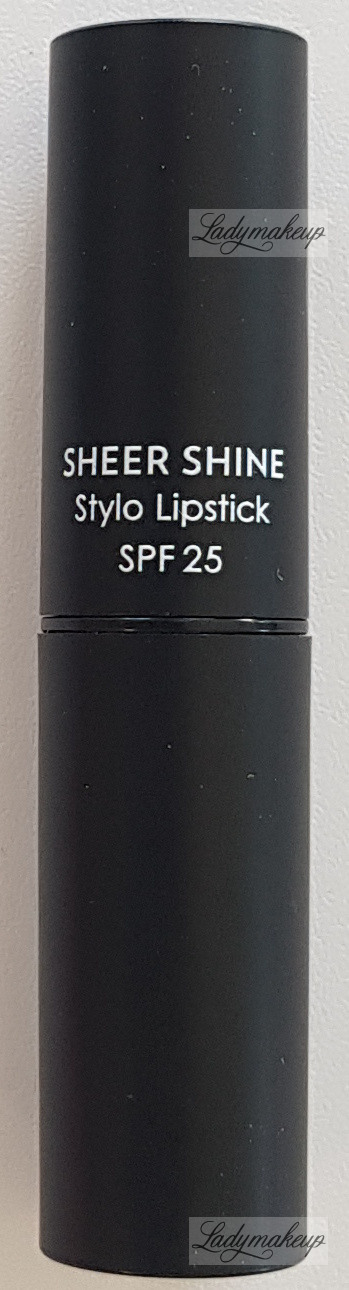 Ladymakeup
SHEER SHINE
Stylo Lipstick
SPF 25
Ladymakeup